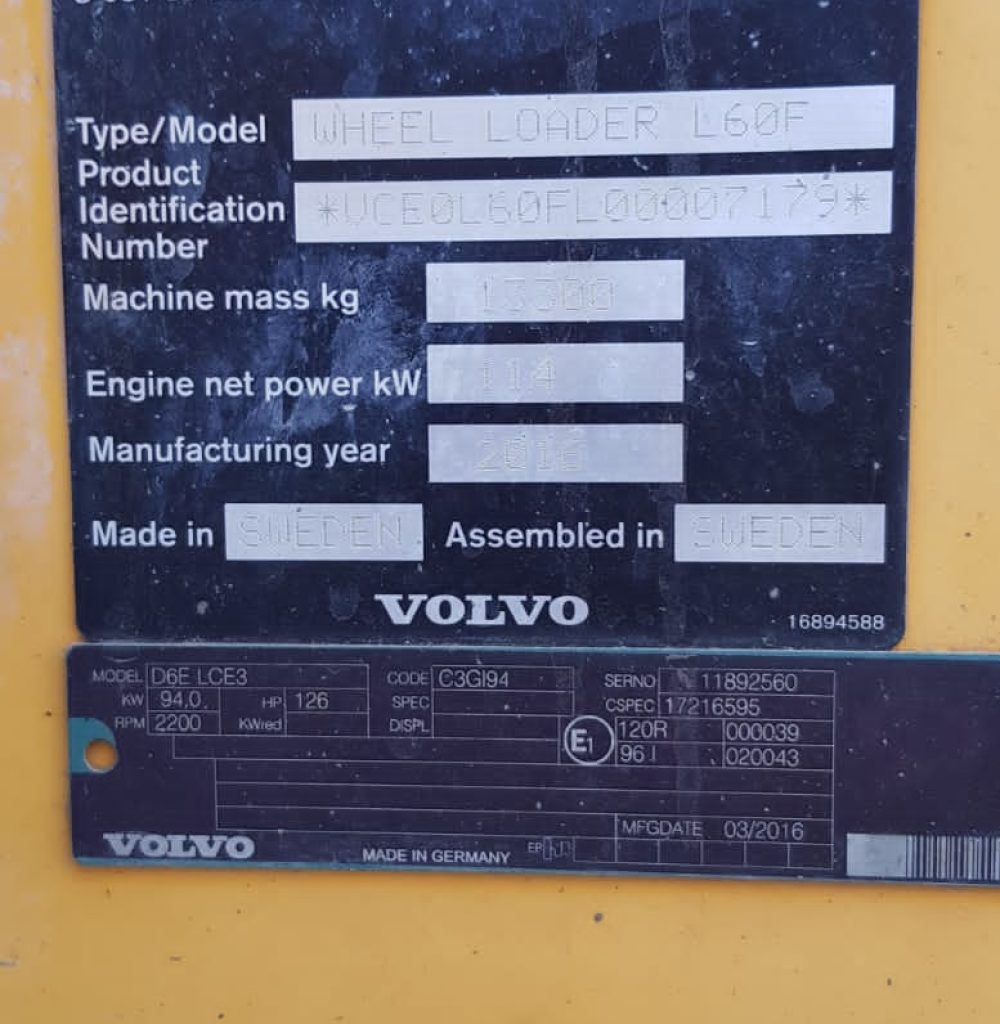 Type/Model WHEEL LOADER L60F
Product
Identification *VCE0L60FL00007179*
Number
Machine mass kg 13300
Engine net power kW 114
Manufacturing year 2016
Made in SWEDEN Assembled in SWEDEN
VOLVO
16894588
MODEL D6E LCE3 CODE C3GI94 SERNO 11892560
KW 94.0 HP 126 SPEC CSPEC 17216595
RPM 2200 KWred DISPL E1 120R 000039
96 I 020043
MFGDATE 03/2016
VOLVO MADE IN GERMANY EP